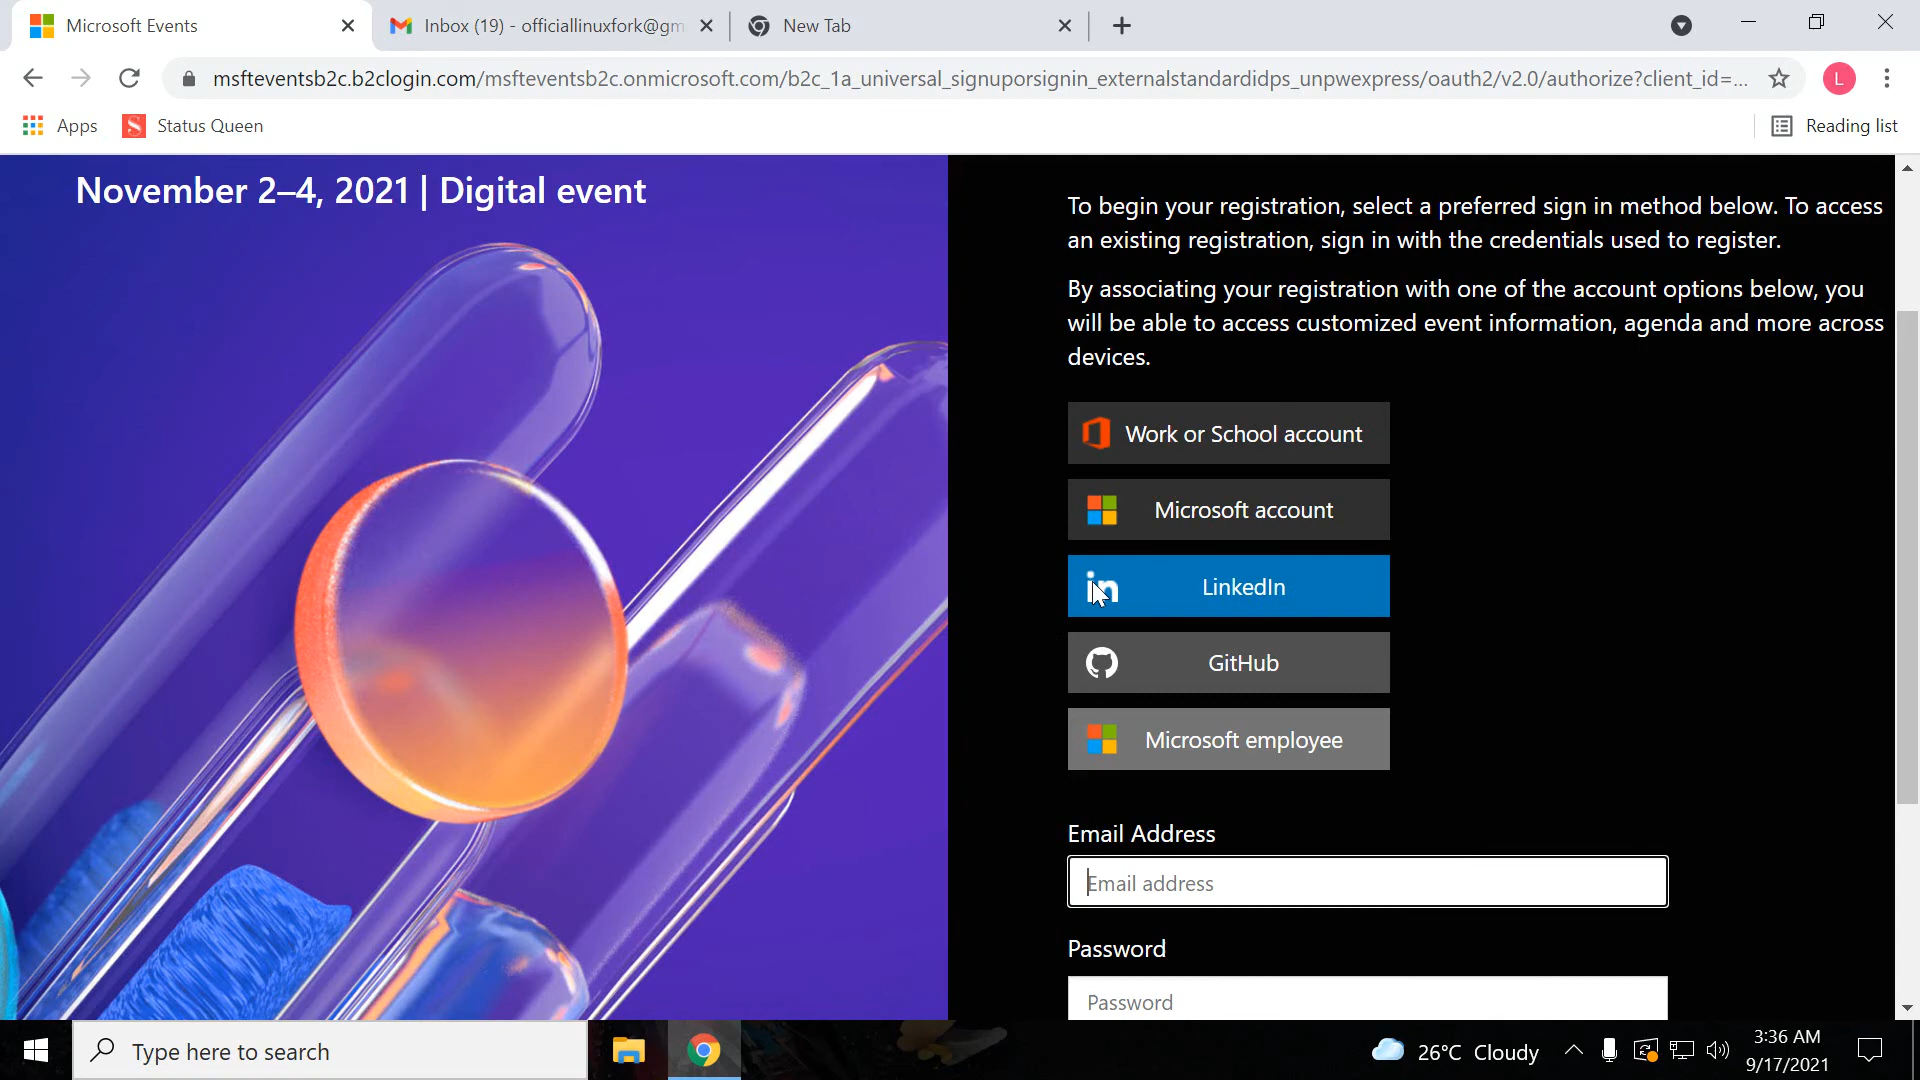 Microsoft Events
Inbox (19) - officiallinuxfork@gm
New Tab
msfteventsb2c.b2clogin.com/msfteventsb2c.onmicrosoft.com/b2c_1a_universal_signuporsignin_externalstandardidps_unpwexpress/oauth2/v2.0/authorize?client_id=...
L
Apps
Status Queen
Reading list
November 2–4, 2021 | Digital event
To begin your registration, select a preferred sign in method below. To access
an existing registration, sign in with the credentials used to register.
By associating your registration with one of the account options below, you
will be able to access customized event information, agenda and more across
devices.
Work or School account
Microsoft account
in LinkedIn
GitHub
Microsoft employee
Email Address
Email address
Password
Password
Type here to search
26°C Cloudy
3:36 AM
9/17/2021